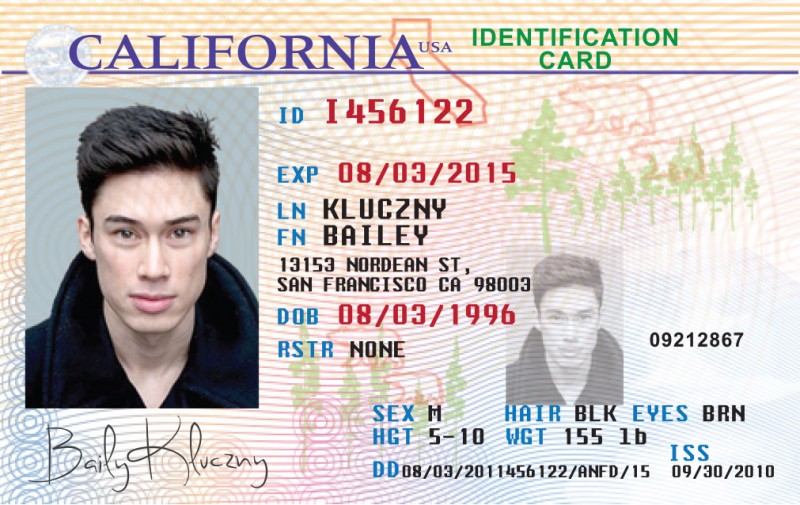 CALIFORNIA USA IDENTIFICATION CARD
ID I456122
EXP 08/03/2015
LN KLUCZNY
FN BAILEY
13153 NORDEAN ST,
SAN FRANCISCO CA 98003
DOB 08/03/1996
RSTR NONE
09212867
SEX M HAIR BLK EYES BRN
HGT 5-10 WGT 155 lb
ISS
DD 08/03/2011456122/ANFD/15 09/30/2010
Baily Kluczny